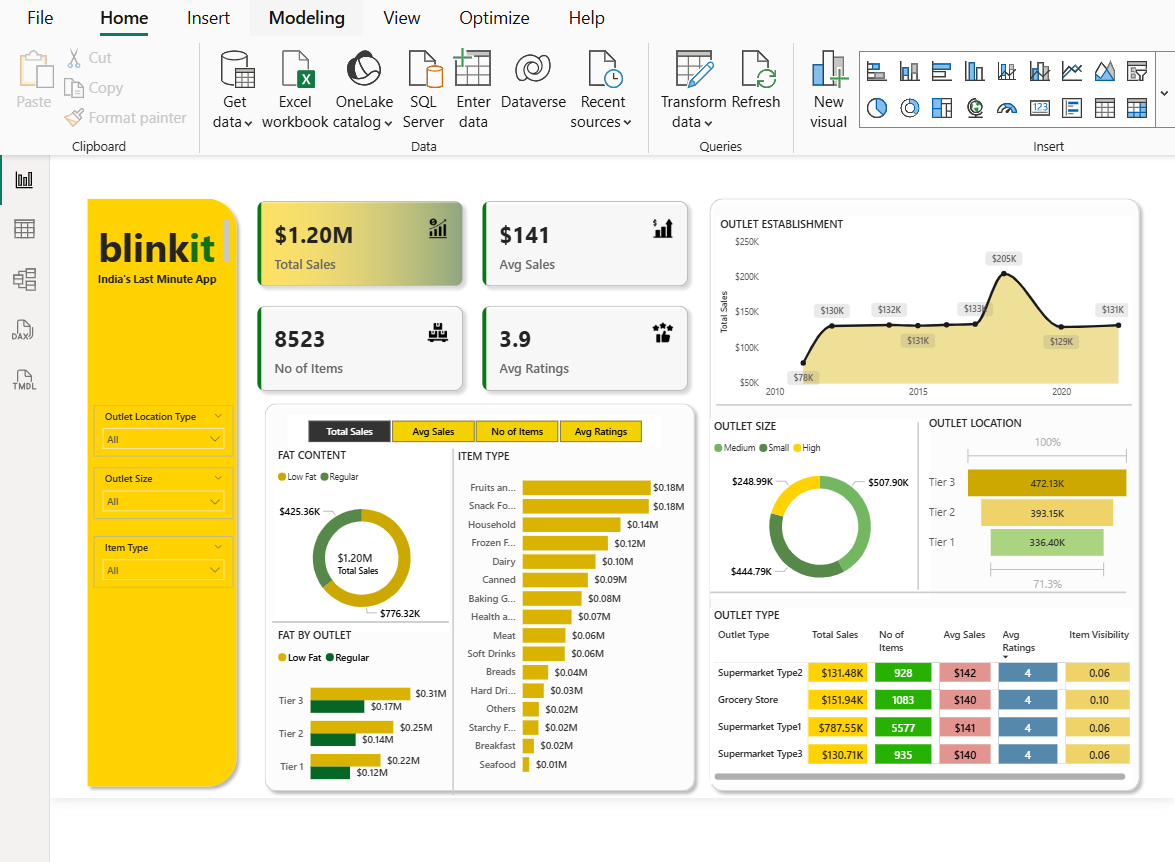 File Home Insert Modeling View Optimize Help
Paste
Cut
Copy
Format painter
Clipboard
Get data
Excel workbook
OneLake catalog
SQL Server
Enter data
Dataverse
Recent sources
Data
Transform data
Refresh
Queries
New visual
123
Insert
DAX
TMDL
blinkit
India's Last Minute App
Outlet Location Type
All
Outlet Size
All
Item Type
All
$1.20M
Total Sales
$141
Avg Sales
8523
No of Items
3.9
Avg Ratings
Total Sales Avg Sales No of Items Avg Ratings
FAT CONTENT
Low Fat Regular
$425.36K
$1.20M
Total Sales
$776.32K
FAT BY OUTLET
Low Fat Regular
Tier 3 $0.31M
$0.17M
Tier 2 $0.25M
$0.14M
Tier 1 $0.22M
$0.12M
ITEM TYPE
Fruits an... $0.18M
Snack Fo... $0.18M
Household $0.14M
Frozen F... $0.12M
Dairy $0.10M
Canned $0.09M
Baking G... $0.08M
Health a... $0.07M
Meat $0.06M
Soft Drinks $0.06M
Breads $0.04M
Hard Dri... $0.03M
Others $0.02M
Starchy F... $0.02M
Breakfast $0.02M
Seafood $0.01M
OUTLET ESTABLISHMENT
Total Sales
$250K
$200K
$150K
$100K
$50K
$78K
$130K
$132K
$131K
$133K
$205K
$129K
$131K
2010 2015 2020
OUTLET SIZE
Medium Small High
$248.99K
$507.90K
$444.79K
OUTLET LOCATION
100%
Tier 3 472.13K
Tier 2 393.15K
Tier 1 336.40K
71.3%
OUTLET TYPE
Outlet Type Total Sales No of Items Avg Sales Avg Ratings Item Visibility
Supermarket Type2 $131.48K 928 $142 4 0.06
Grocery Store $151.94K 1083 $140 4 0.10
Supermarket Type1 $787.55K 5577 $141 4 0.06
Supermarket Type3 $130.71K 935 $140 4 0.06